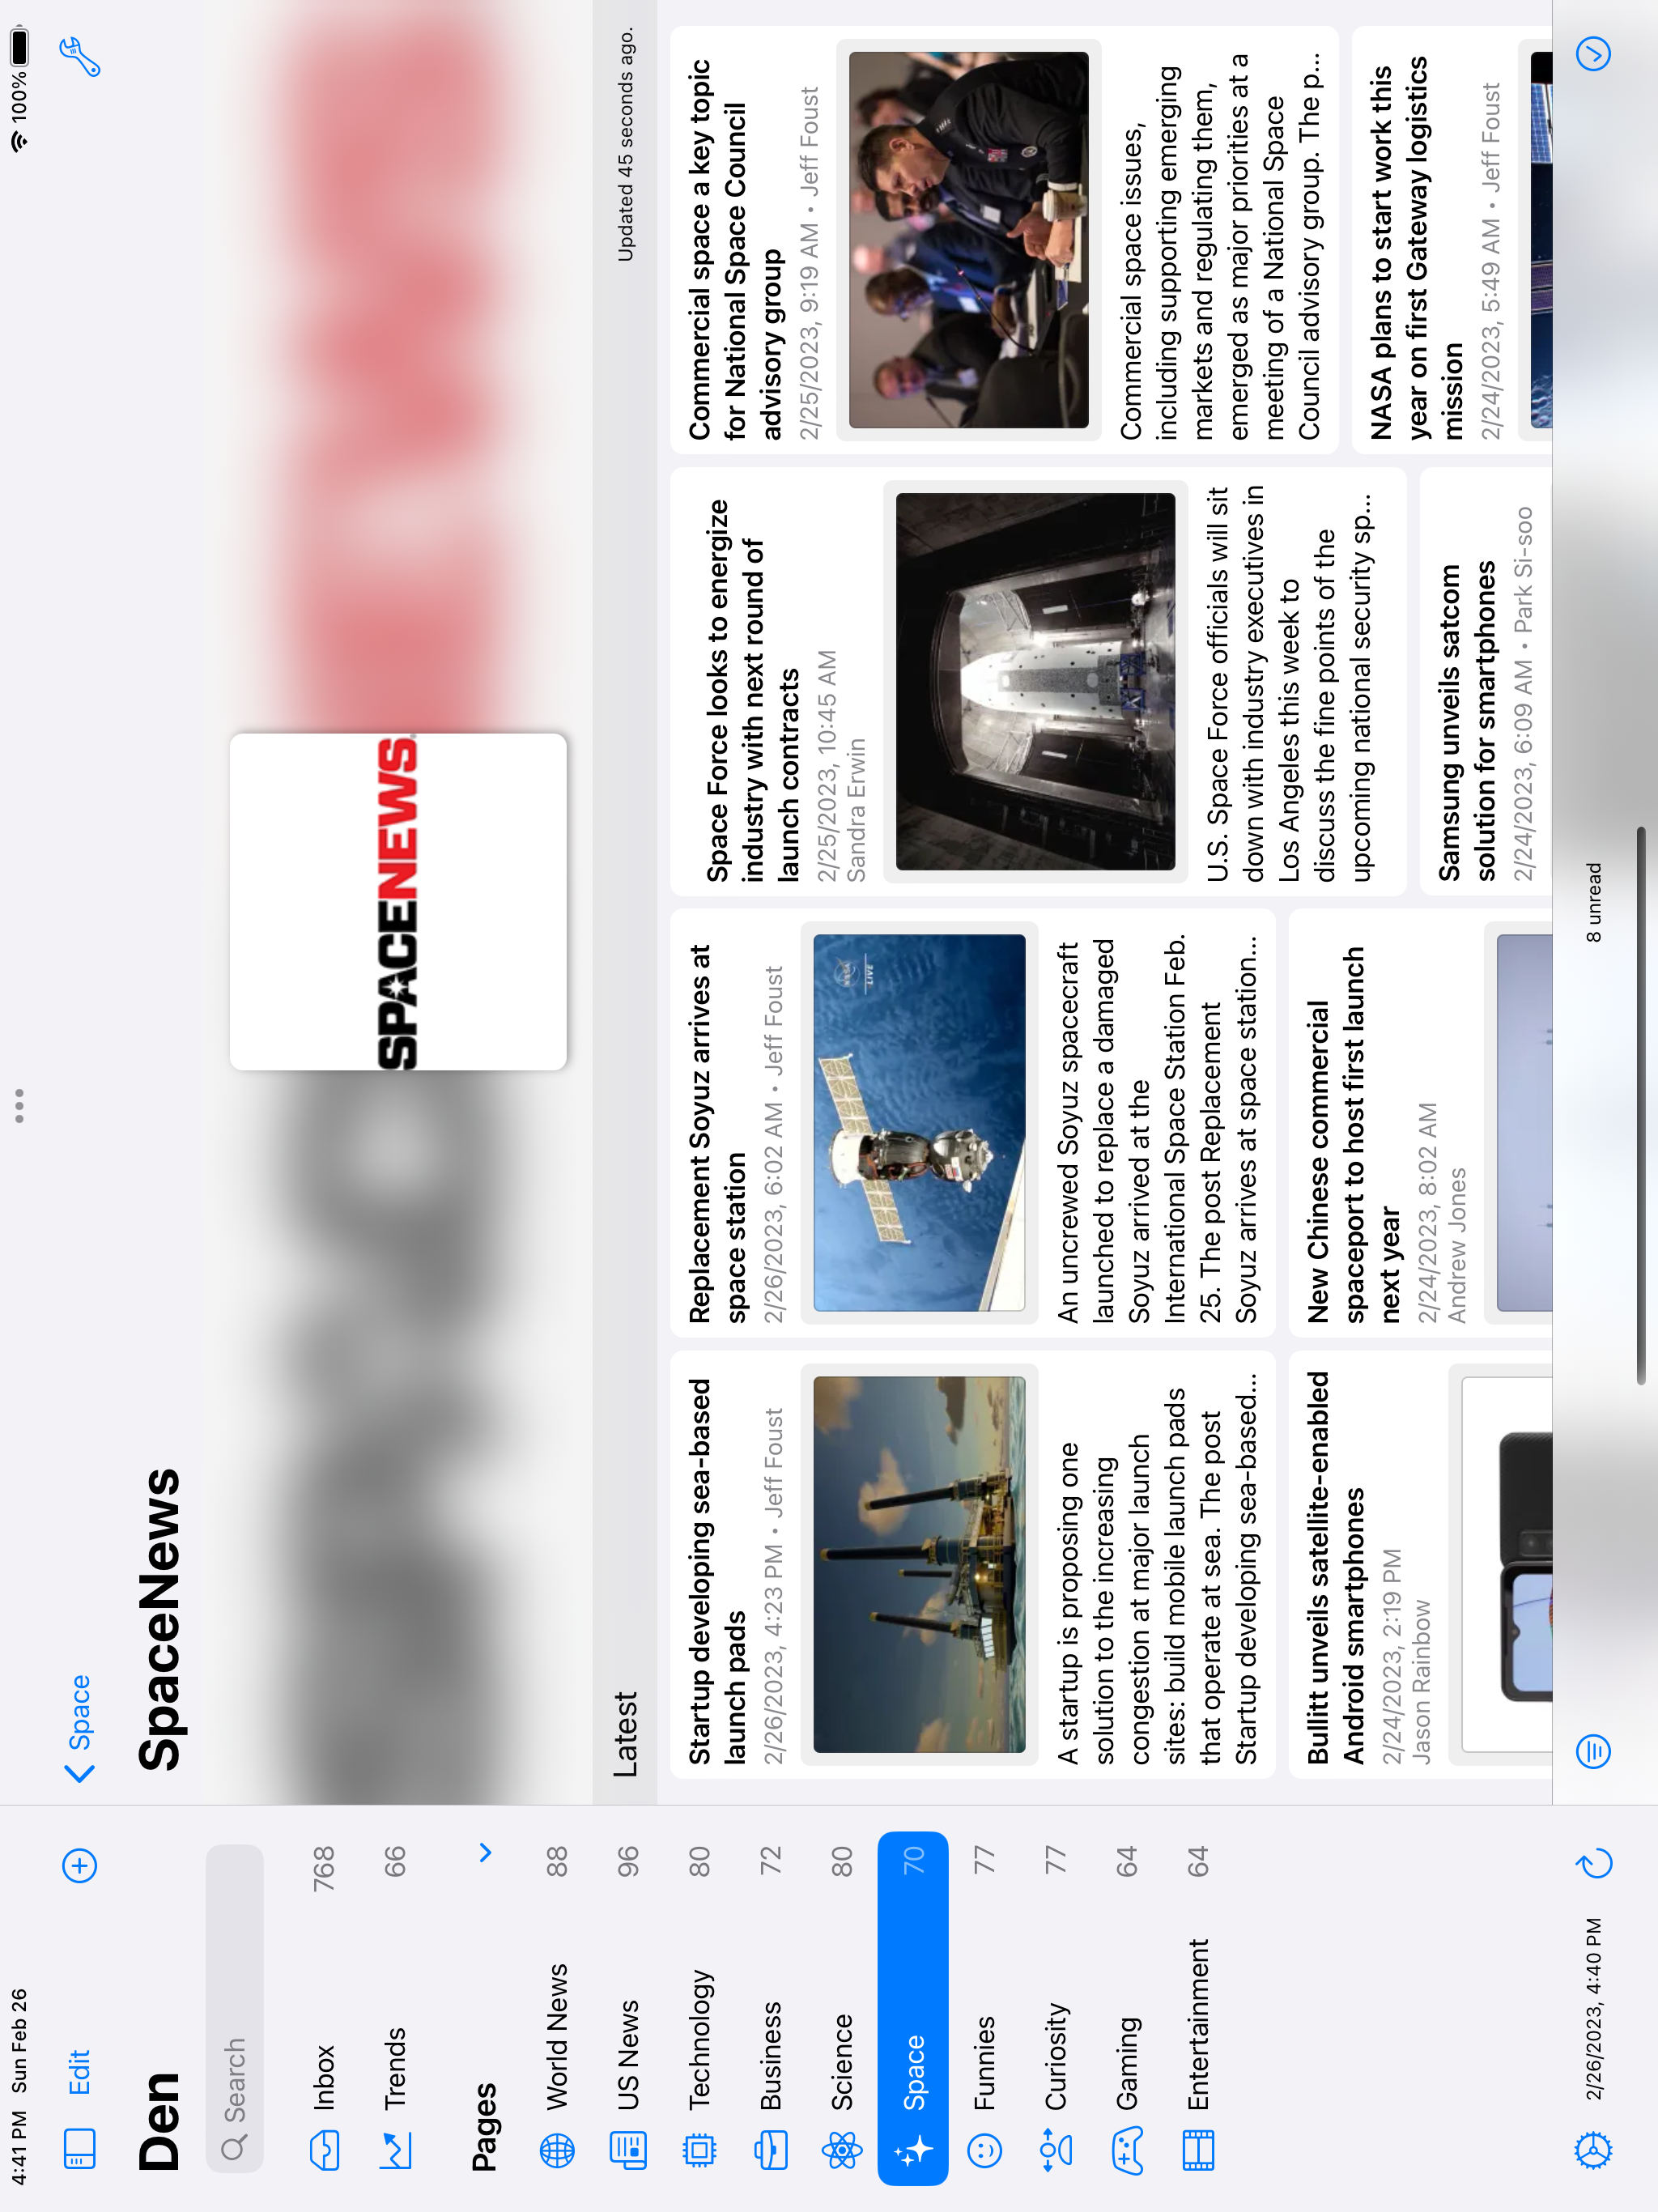 4:41 PM Sun Feb 26
100%
Edit
Den
Search
Inbox 768
Trends 66
Pages
World News 88
US News 96
Technology 80
Business 72
Science 80
Space 70
Funnies 77
Curiosity 77
Gaming 64
Entertainment 64
2/26/2023, 4:40 PM
Space
SpaceNews
SPACENEWS
Latest
Updated 45 seconds ago.
Startup developing sea-based
launch pads
2/26/2023, 4:23 PM • Jeff Foust
A startup is proposing one
solution to the increasing
congestion at major launch
sites: build mobile launch pads
that operate at sea. The post
Startup developing sea-based...
Bullitt unveils satellite-enabled
Android smartphones
2/24/2023, 2:19 PM
Jason Rainbow
Replacement Soyuz arrives at
space station
2/26/2023, 6:02 AM • Jeff Foust
NASA
LIVE
An uncrewed Soyuz spacecraft
launched to replace a damaged
Soyuz arrived at the
International Space Station Feb.
25. The post Replacement
Soyuz arrives at space station...
New Chinese commercial
spaceport to host first launch
next year
2/24/2023, 8:02 AM
Andrew Jones
Space Force looks to energize
industry with next round of
launch contracts
2/25/2023, 10:45 AM
Sandra Erwin
U.S. Space Force officials will sit
down with industry executives in
Los Angeles this week to
discuss the fine points of the
upcoming national security sp...
Samsung unveils satcom
solution for smartphones
2/24/2023, 6:09 AM • Park Si-soo
Commercial space a key topic
for National Space Council
advisory group
2/25/2023, 9:19 AM • Jeff Foust
Commercial space issues,
including supporting emerging
markets and regulating them,
emerged as major priorities at a
meeting of a National Space
Council advisory group. The p...
NASA plans to start work this
year on first Gateway logistics
mission
2/24/2023, 5:49 AM • Jeff Foust
8 unread